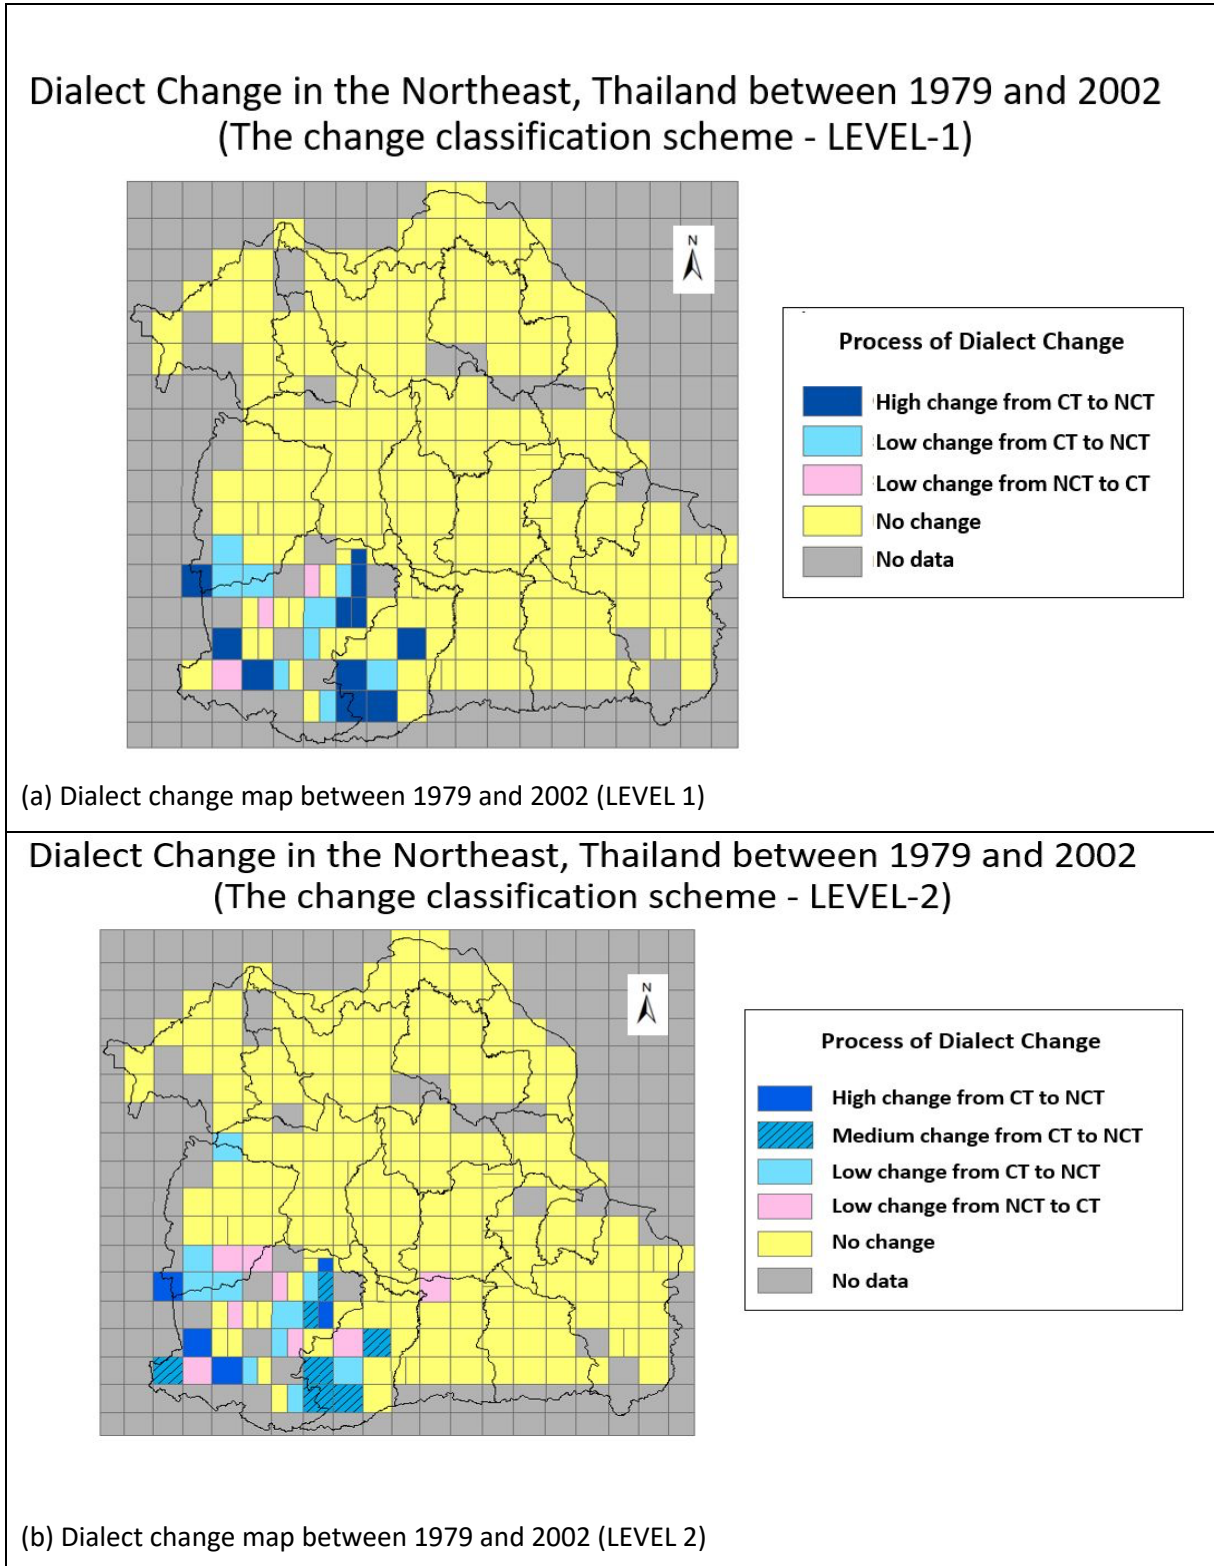 Dialect Change in the Northeast, Thailand between 1979 and 2002
(The change classification scheme - LEVEL-1)
N
Process of Dialect Change
High change from CT to NCT
Low change from CT to NCT
Low change from NCT to CT
No change
No data
(a) Dialect change map between 1979 and 2002 (LEVEL 1)
Dialect Change in the Northeast, Thailand between 1979 and 2002
(The change classification scheme - LEVEL-2)
N
Process of Dialect Change
High change from CT to NCT
Medium change from CT to NCT
Low change from CT to NCT
Low change from NCT to CT
No change
No data
(b) Dialect change map between 1979 and 2002 (LEVEL 2)